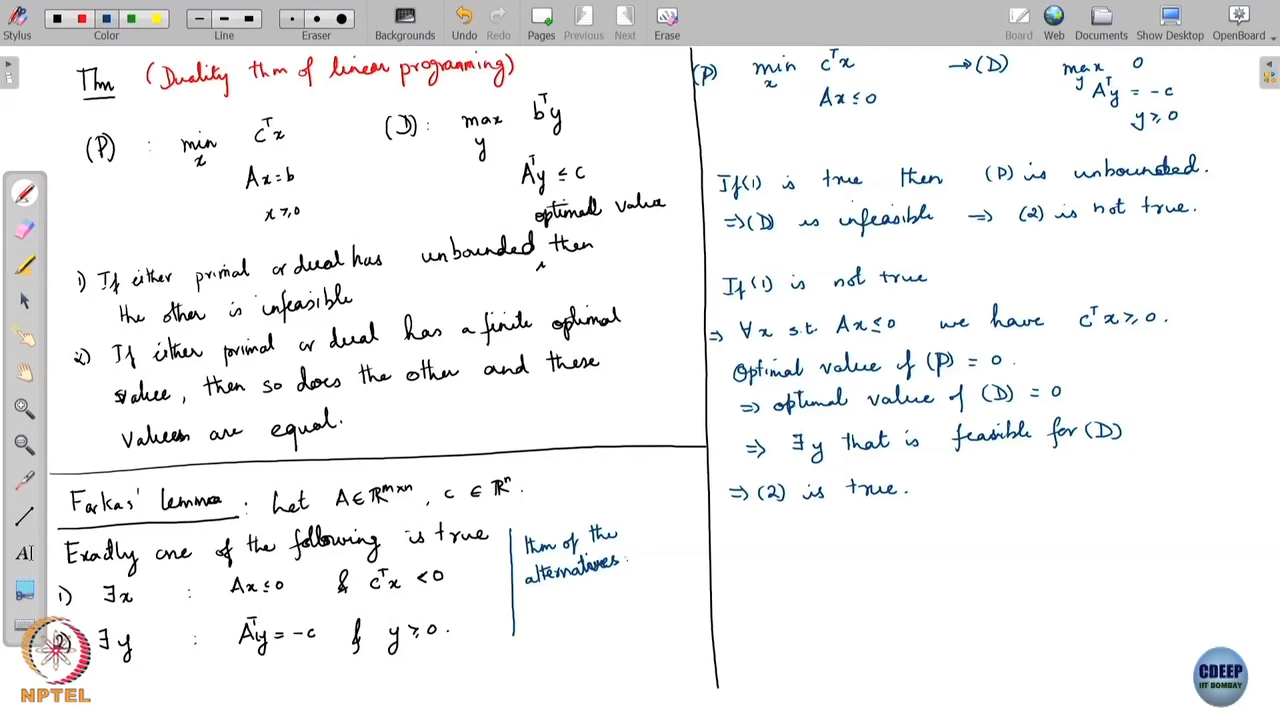 Stylus
Color
Line
Eraser
Backgrounds
Undo
Redo
Pages
Previous
Next
Erase
Board
Web
Documents
Show Desktop
OpenBoard
Thm (Duality thm of linear programming)
(P) : min cᵀx (D) : max bᵀy
x y
Ax = b Aᵀy ≤ c
x ≥ 0
optimal value
1) If either primal or dual has unbounded then
the other is infeasible
2) If either primal or dual has a finite optimal
value, then so does the other and these
values are equal.
Farkas' lemma : Let A ∈ ℝᵐˣⁿ, c ∈ ℝⁿ.
Exactly one of the following is true
1) ∃x : Ax ≤ 0 & cᵀx < 0
2) ∃y : Aᵀy = -c & y ≥ 0.
thm of the
alternatives:
(P) min cᵀx → (D) max 0
x y
Ax ≤ 0 Aᵀy = -c
y ≥ 0
If (1) is true then (P) is unbounded.
⇒ (D) is infeasible ⇒ (2) is not true.
If (1) is not true
⇒ ∀x s.t. Ax ≤ 0 we have cᵀx ≥ 0.
Optimal value of (P) = 0.
⇒ optimal value of (D) = 0
⇒ ∃y that is feasible for (D)
⇒ (2) is true.
NPTEL
CDEEP
IIT BOMBAY